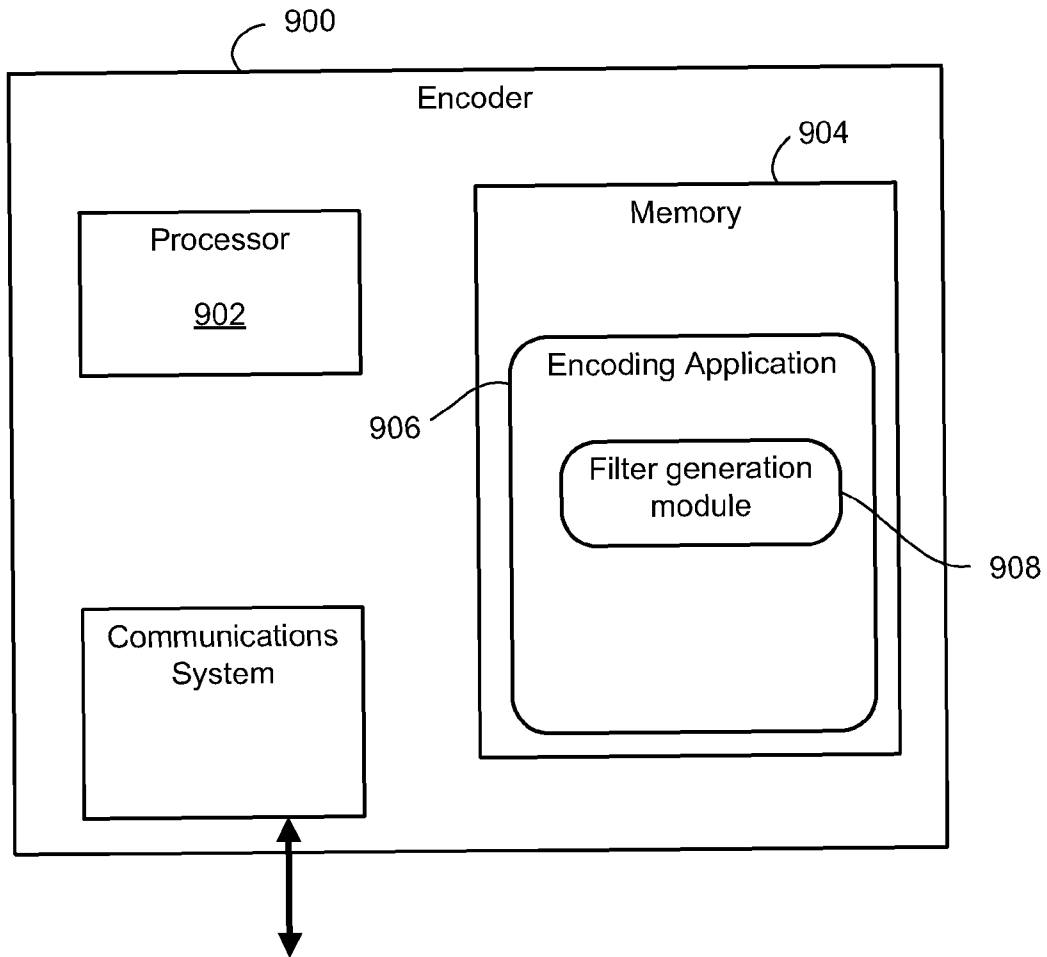 900
Encoder
904
Memory
Processor
902
Encoding Application
906
Filter generation
module
908
Communications
System